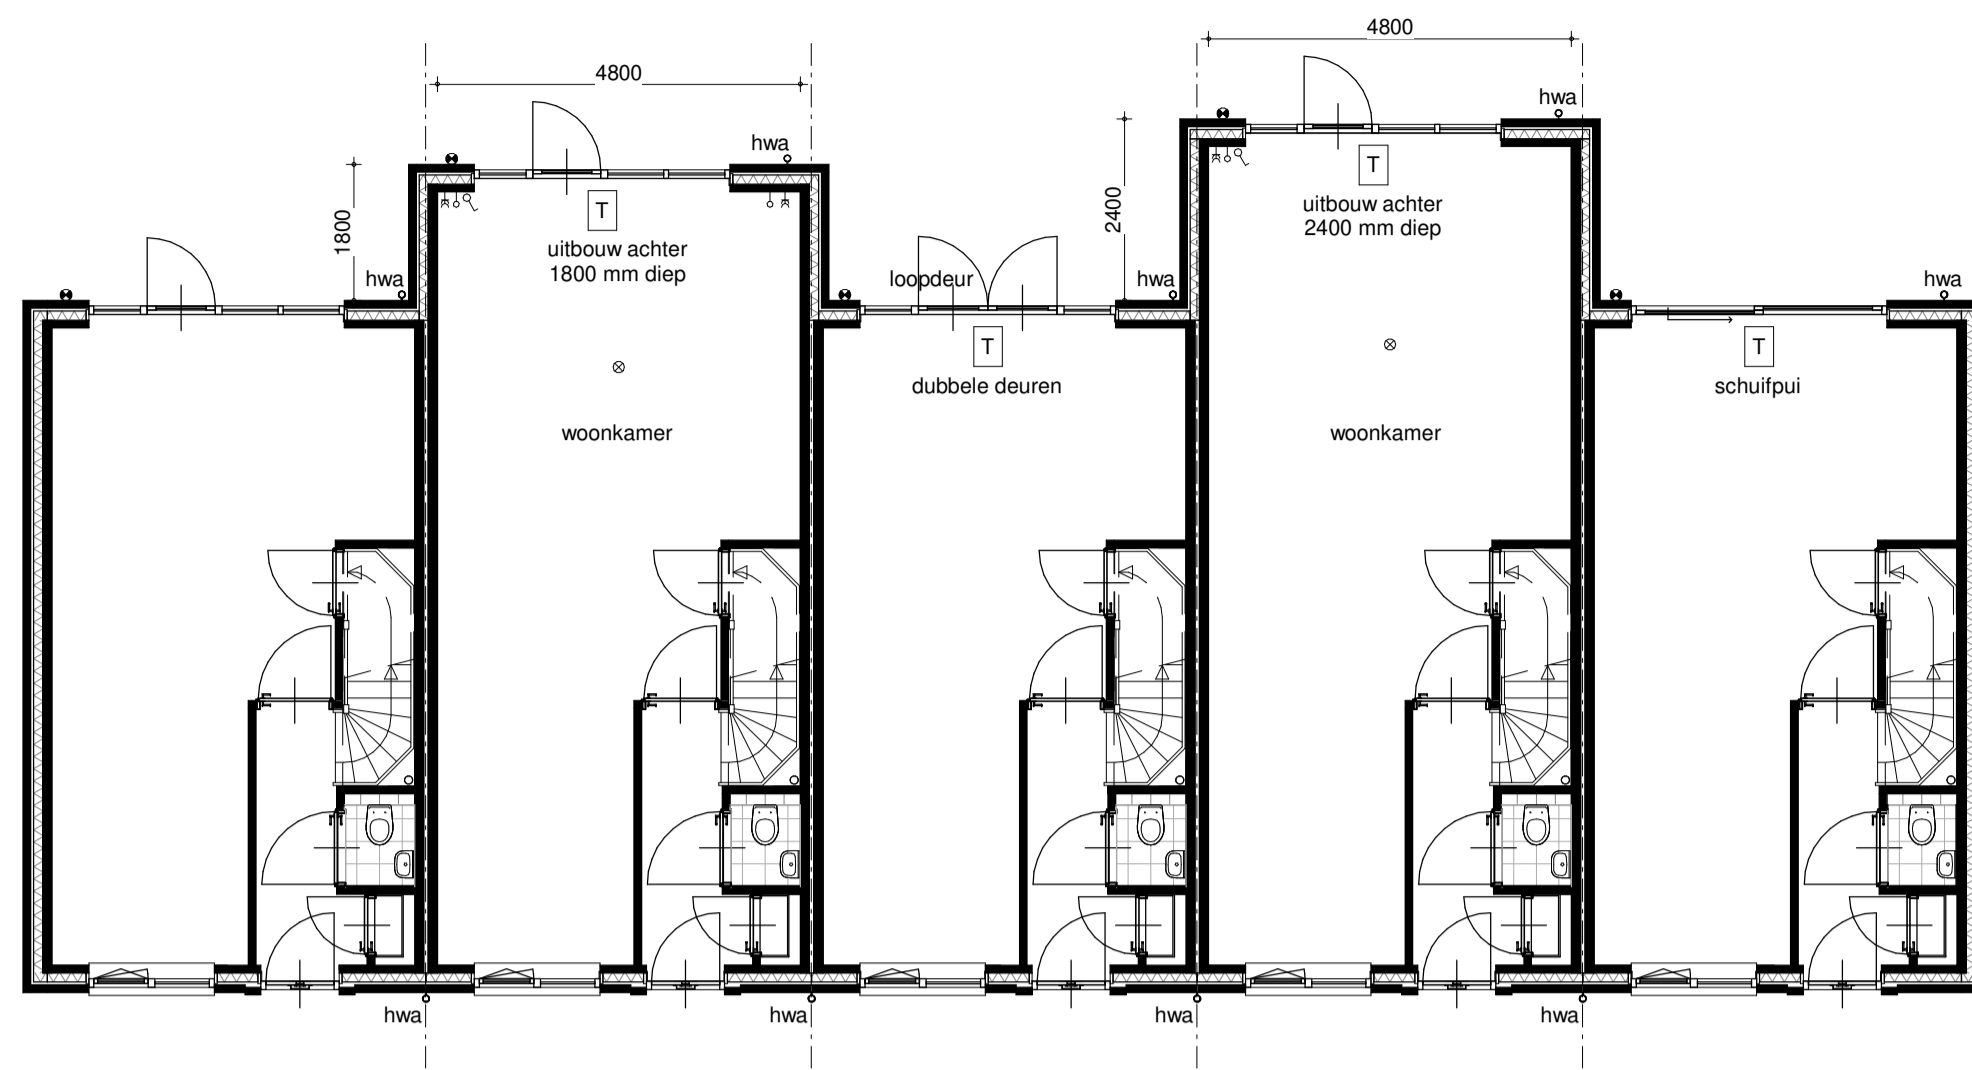 4800
4800
hwa
hwa
T
T
uitbouw achter
2400 mm diep
1800
2400
uitbouw achter
1800 mm diep
hwa
loopdeur
hwa
hwa
T
T
dubbele deuren
schuifpui
woonkamer
woonkamer
hwa
hwa
hwa
hwa